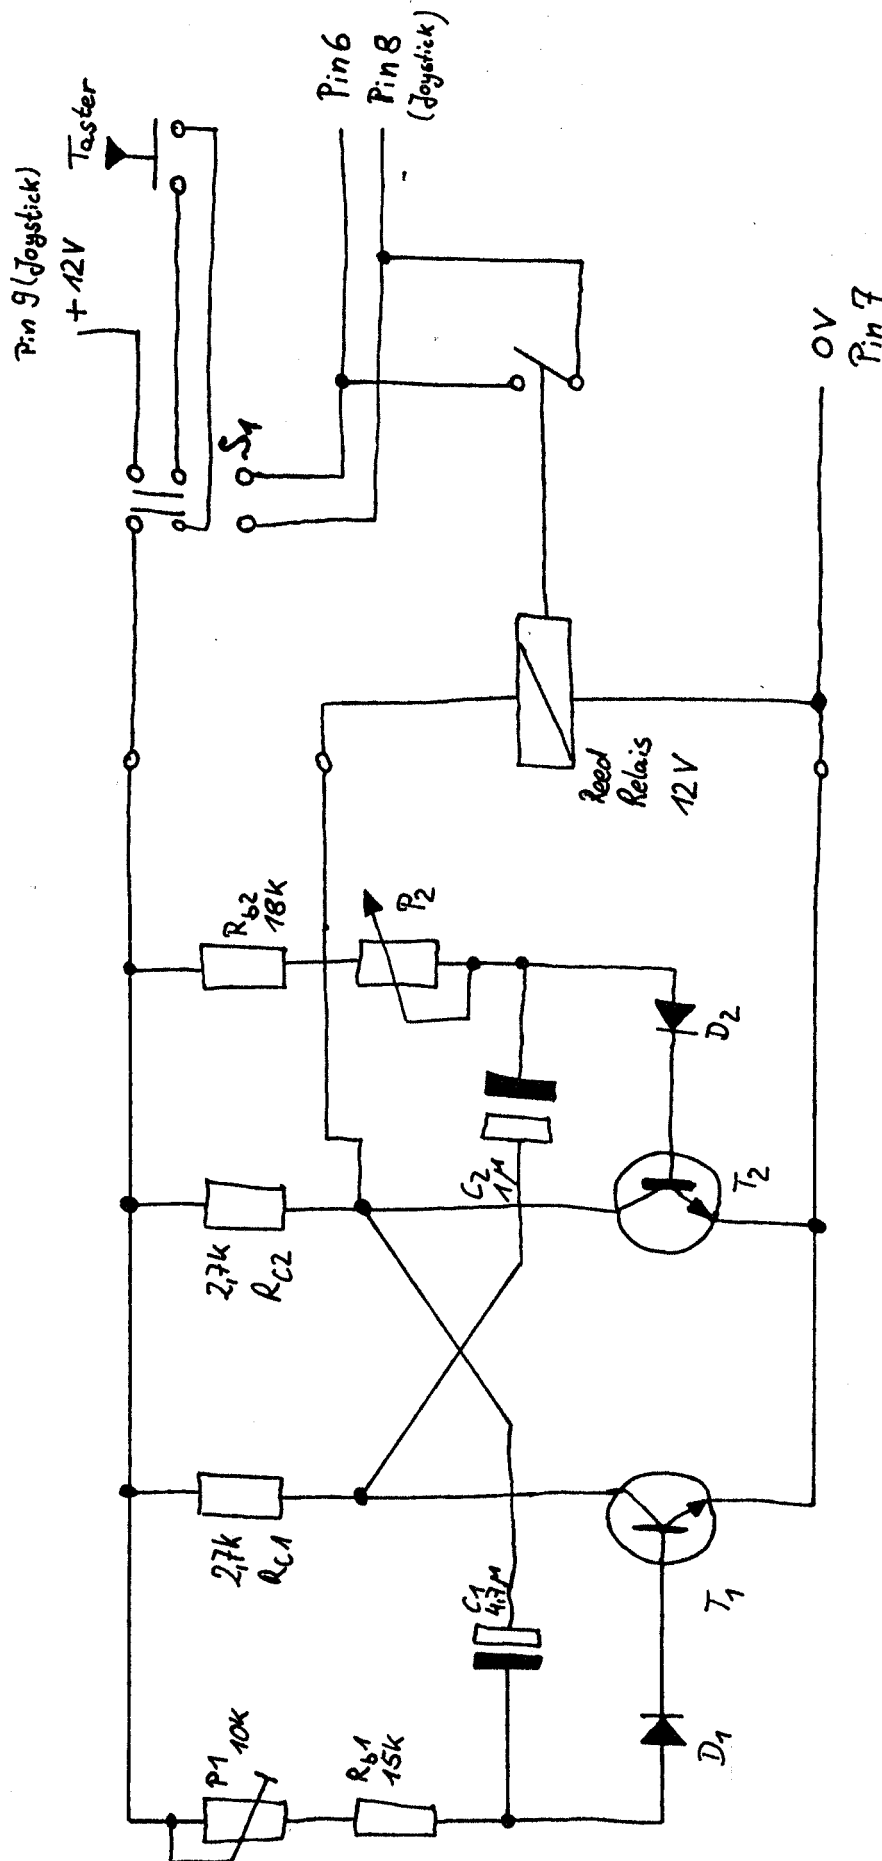 Pin 9 (Joystick)
+ 12V
Taster
Pin 6
Pin 8
(Joystick)
S1
0V
Pin 7
Reed
Relais
12V
Rb2
18K
P2
D2
C2
1µ
T2
2,7k
RC2
2,7k
RC1
C1
4,7µ
T1
P1
10K
Rb1
15K
D1